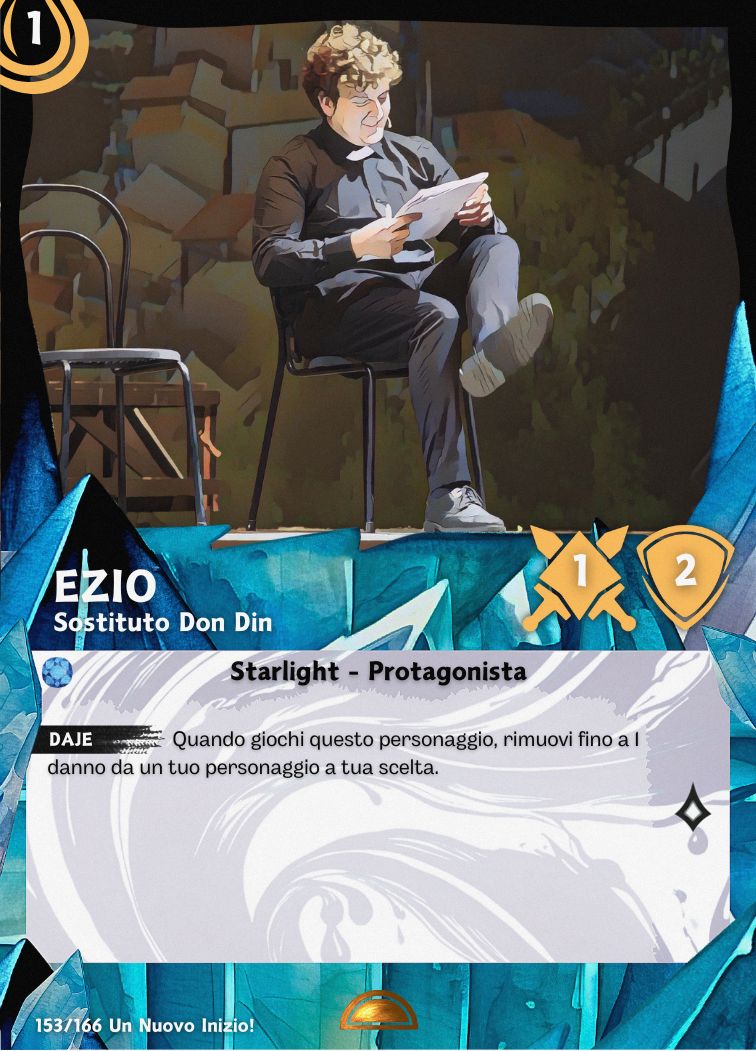 1
EZIO
Sostituto Don Din
1
2
Starlight - Protagonista
DAJE Quando giochi questo personaggio, rimuovi fino a 1
danno da un tuo personaggio a tua scelta.
153/166 Un Nuovo Inizio!